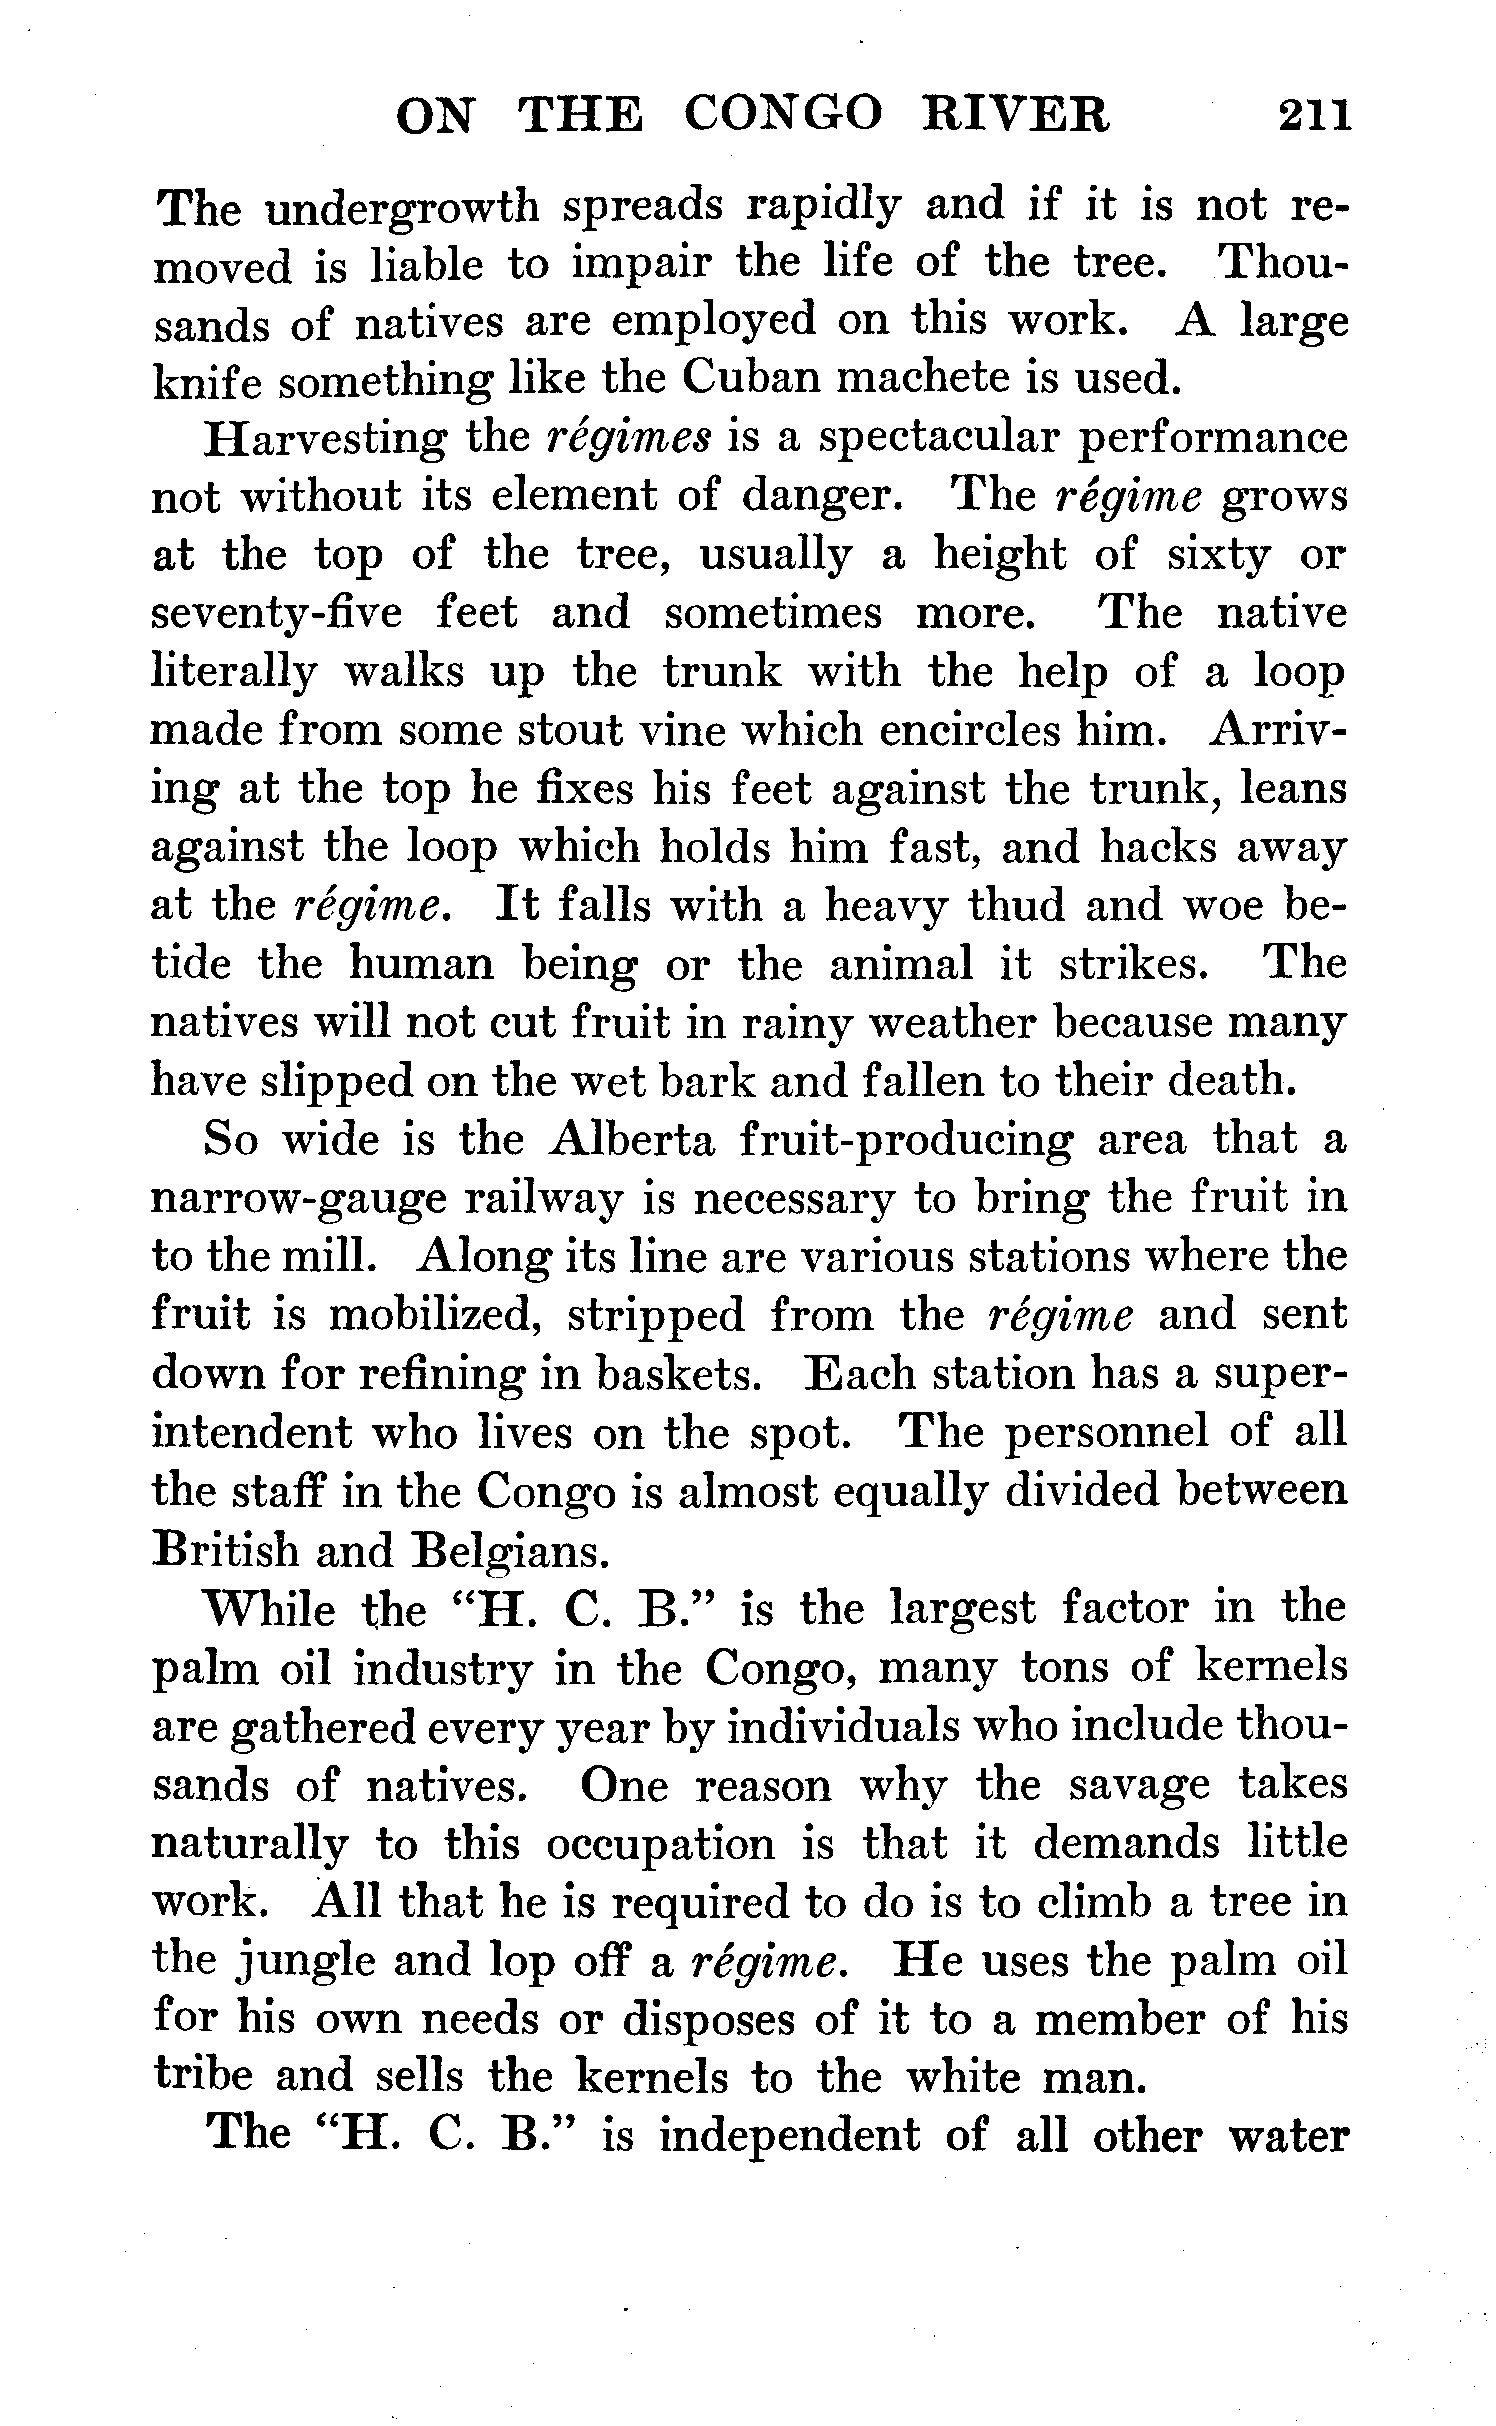 ON THE CONGO RIVER 211
The undergrowth spreads rapidly and if it is not re-
moved is liable to impair the life of the tree. Thou-
sands of natives are employed on this work. A large
knife something like the Cuban machete is used.
Harvesting the régimes is a spectacular performance
not without its element of danger. The régime grows
at the top of the tree, usually a height of sixty or
seventy-five feet and sometimes more. The native
literally walks up the trunk with the help of a loop
made from some stout vine which encircles him. Arriv-
ing at the top he fixes his feet against the trunk, leans
against the loop which holds him fast, and hacks away
at the régime. It falls with a heavy thud and woe be-
tide the human being or the animal it strikes. The
natives will not cut fruit in rainy weather because many
have slipped on the wet bark and fallen to their death.
So wide is the Alberta fruit-producing area that a
narrow-gauge railway is necessary to bring the fruit in
to the mill. Along its line are various stations where the
fruit is mobilized, stripped from the régime and sent
down for refining in baskets. Each station has a super-
intendent who lives on the spot. The personnel of all
the staff in the Congo is almost equally divided between
British and Belgians.
While the “H. C. B.” is the largest factor in the
palm oil industry in the Congo, many tons of kernels
are gathered every year by individuals who include thou-
sands of natives. One reason why the savage takes
naturally to this occupation is that it demands little
work. All that he is required to do is to climb a tree in
the jungle and lop off a régime. He uses the palm oil
for his own needs or disposes of it to a member of his
tribe and sells the kernels to the white man.
The “H. C. B.” is independent of all other water